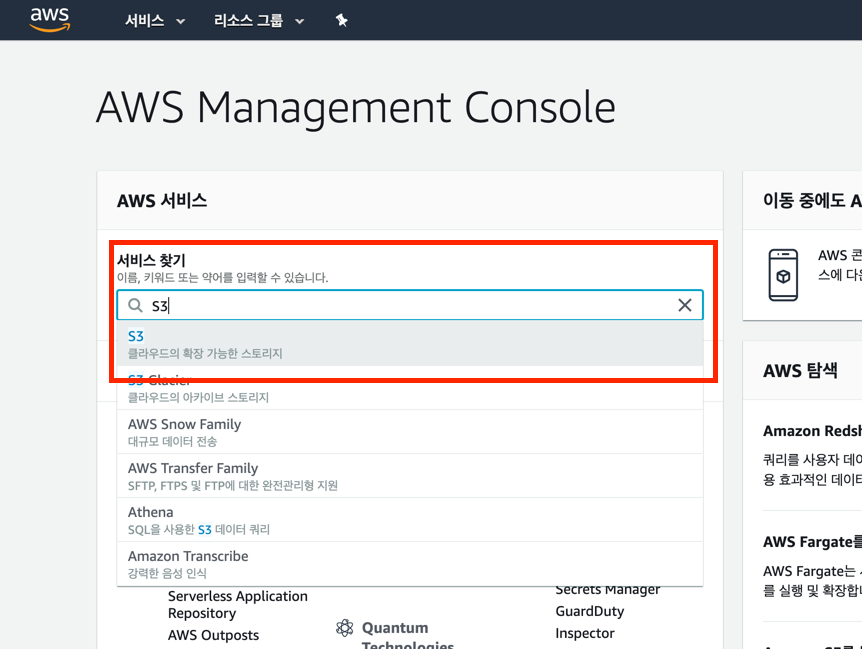 aws
서비스
리소스 그룹
AWS Management Console
AWS 서비스
서비스 찾기
이름, 키워드 또는 약어를 입력할 수 있습니다.
S3
S3
클라우드의 확장 가능한 스토리지
S3 Glacier
클라우드의 아카이브 스토리지
AWS Snow Family
대규모 데이터 전송
AWS Transfer Family
SFTP, FTPS 및 FTP에 대한 완전관리형 지원
Athena
SQL을 사용한 S3 데이터 쿼리
Amazon Transcribe
강력한 음성 인식
Serverless Application
Repository
AWS Outposts
Quantum
Technologies
Secrets Manager
GuardDuty
Inspector
이동 중에도 A
AWS 콘
스에 다
AWS 탐색
Amazon Redsh
쿼리를 사용자 데이
용 효과적인 데이터
AWS Fargate를
AWS Fargate는
를 실행 및 확장합니